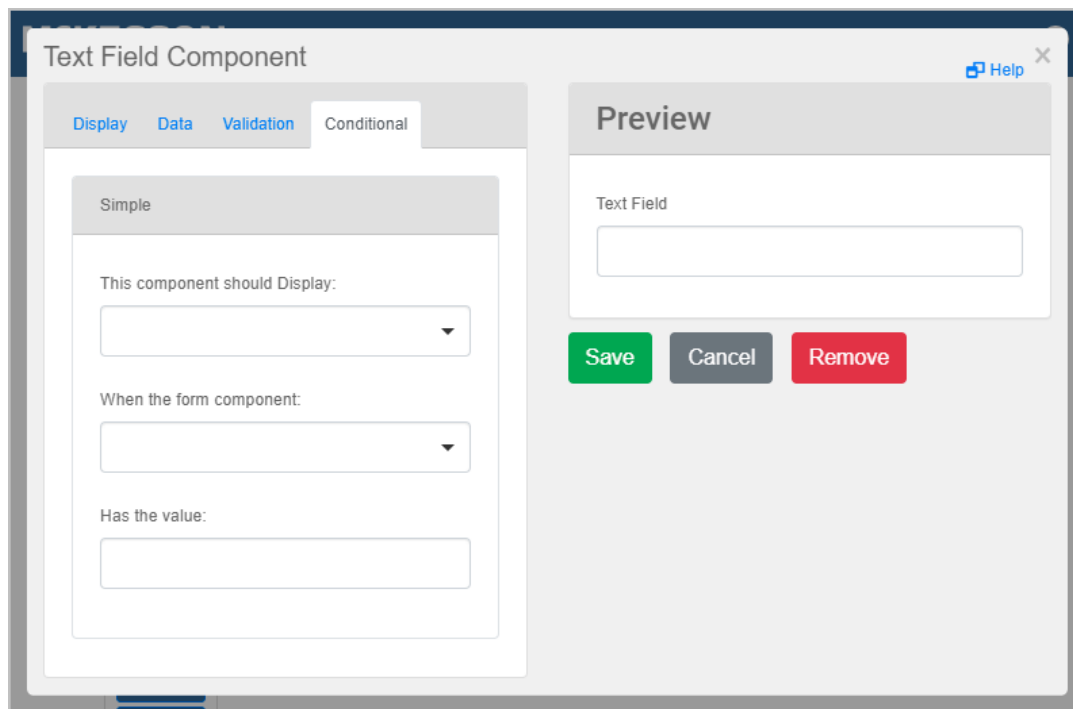 Text Field Component
Help
Display Data Validation Conditional
Simple
This component should Display:
When the form component:
Has the value:
Preview
Text Field
Save Cancel Remove